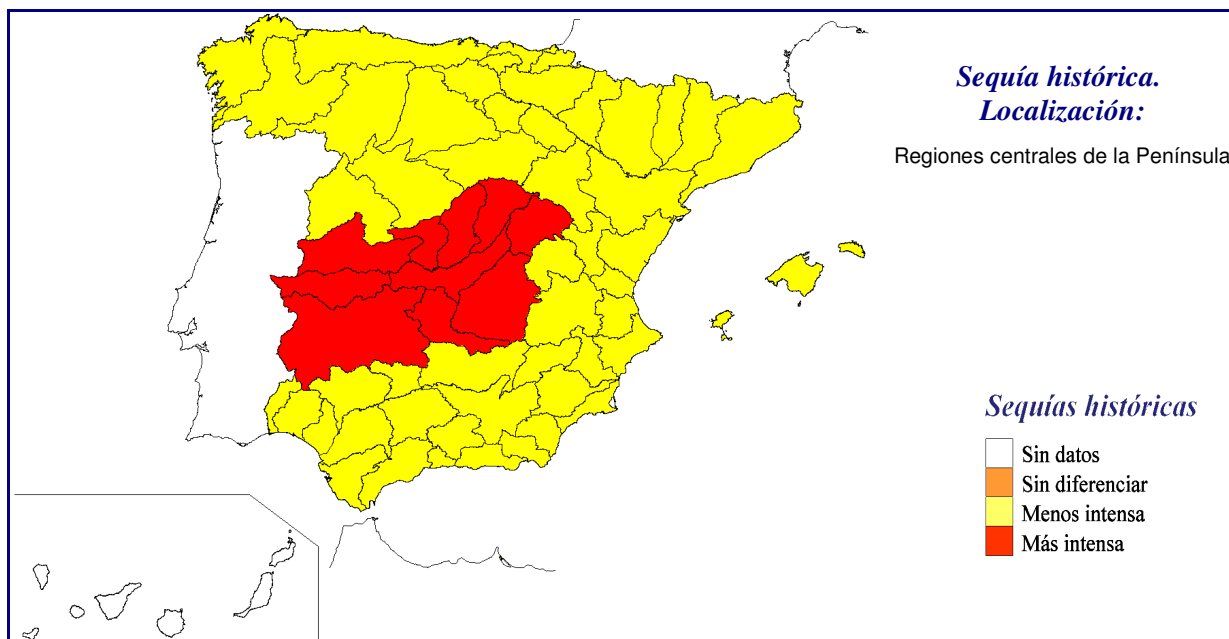 Sequía histórica.
Localización:
Regiones centrales de la Península
Sequías históricas
Sin datos
Sin diferenciar
Menos intensa
Más intensa